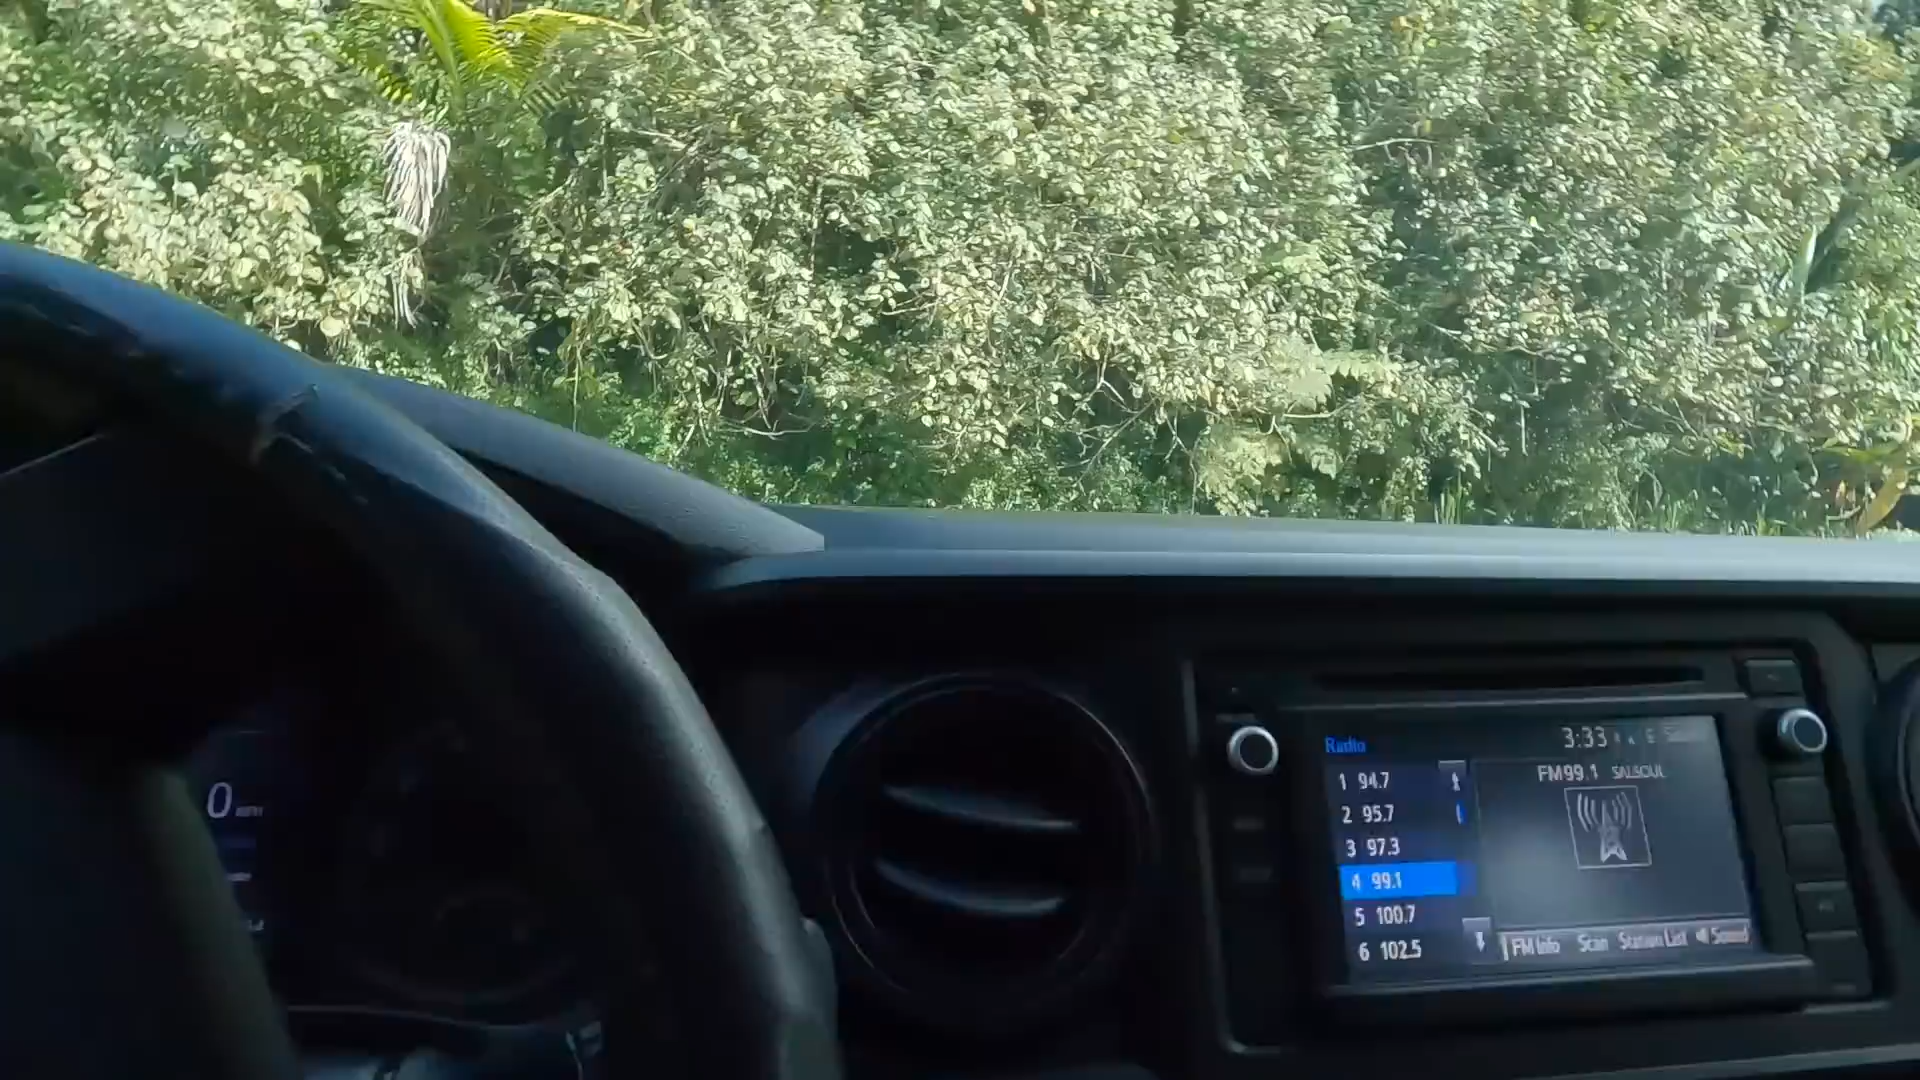 Radio
3:33
1 94.7
FM99.1 SALSOUL
2 95.7
3 97.3
4 99.1
5 100.7
6 102.5
FM Info Scan Station List Sound
0 MPH